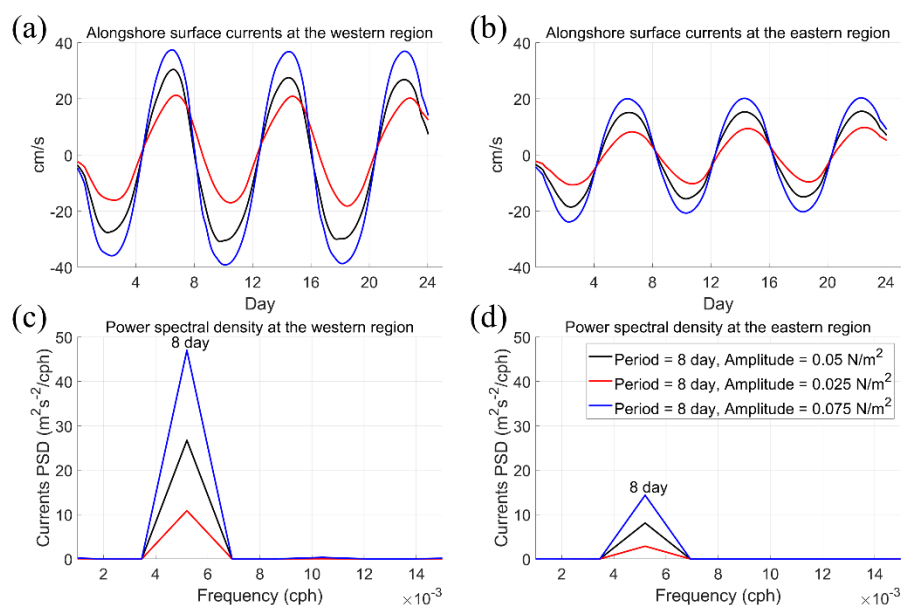 (a)
Alongshore surface currents at the western region
40
20
0
-20
-40
cm/s
4
8
12
16
20
24
Day
(b)
Alongshore surface currents at the eastern region
40
20
0
-20
-40
cm/s
4
8
12
16
20
24
Day
(c)
Power spectral density at the western region
8 day
50
40
30
20
10
0
Currents PSD (m²s⁻²/cph)
2
4
6
8
10
12
14
Frequency (cph)
×10⁻³
(d)
Power spectral density at the eastern region
Period = 8 day, Amplitude = 0.05 N/m²
Period = 8 day, Amplitude = 0.025 N/m²
Period = 8 day, Amplitude = 0.075 N/m²
8 day
50
40
30
20
10
0
Currents PSD (m²s⁻²/cph)
2
4
6
8
10
12
14
Frequency (cph)
×10⁻³